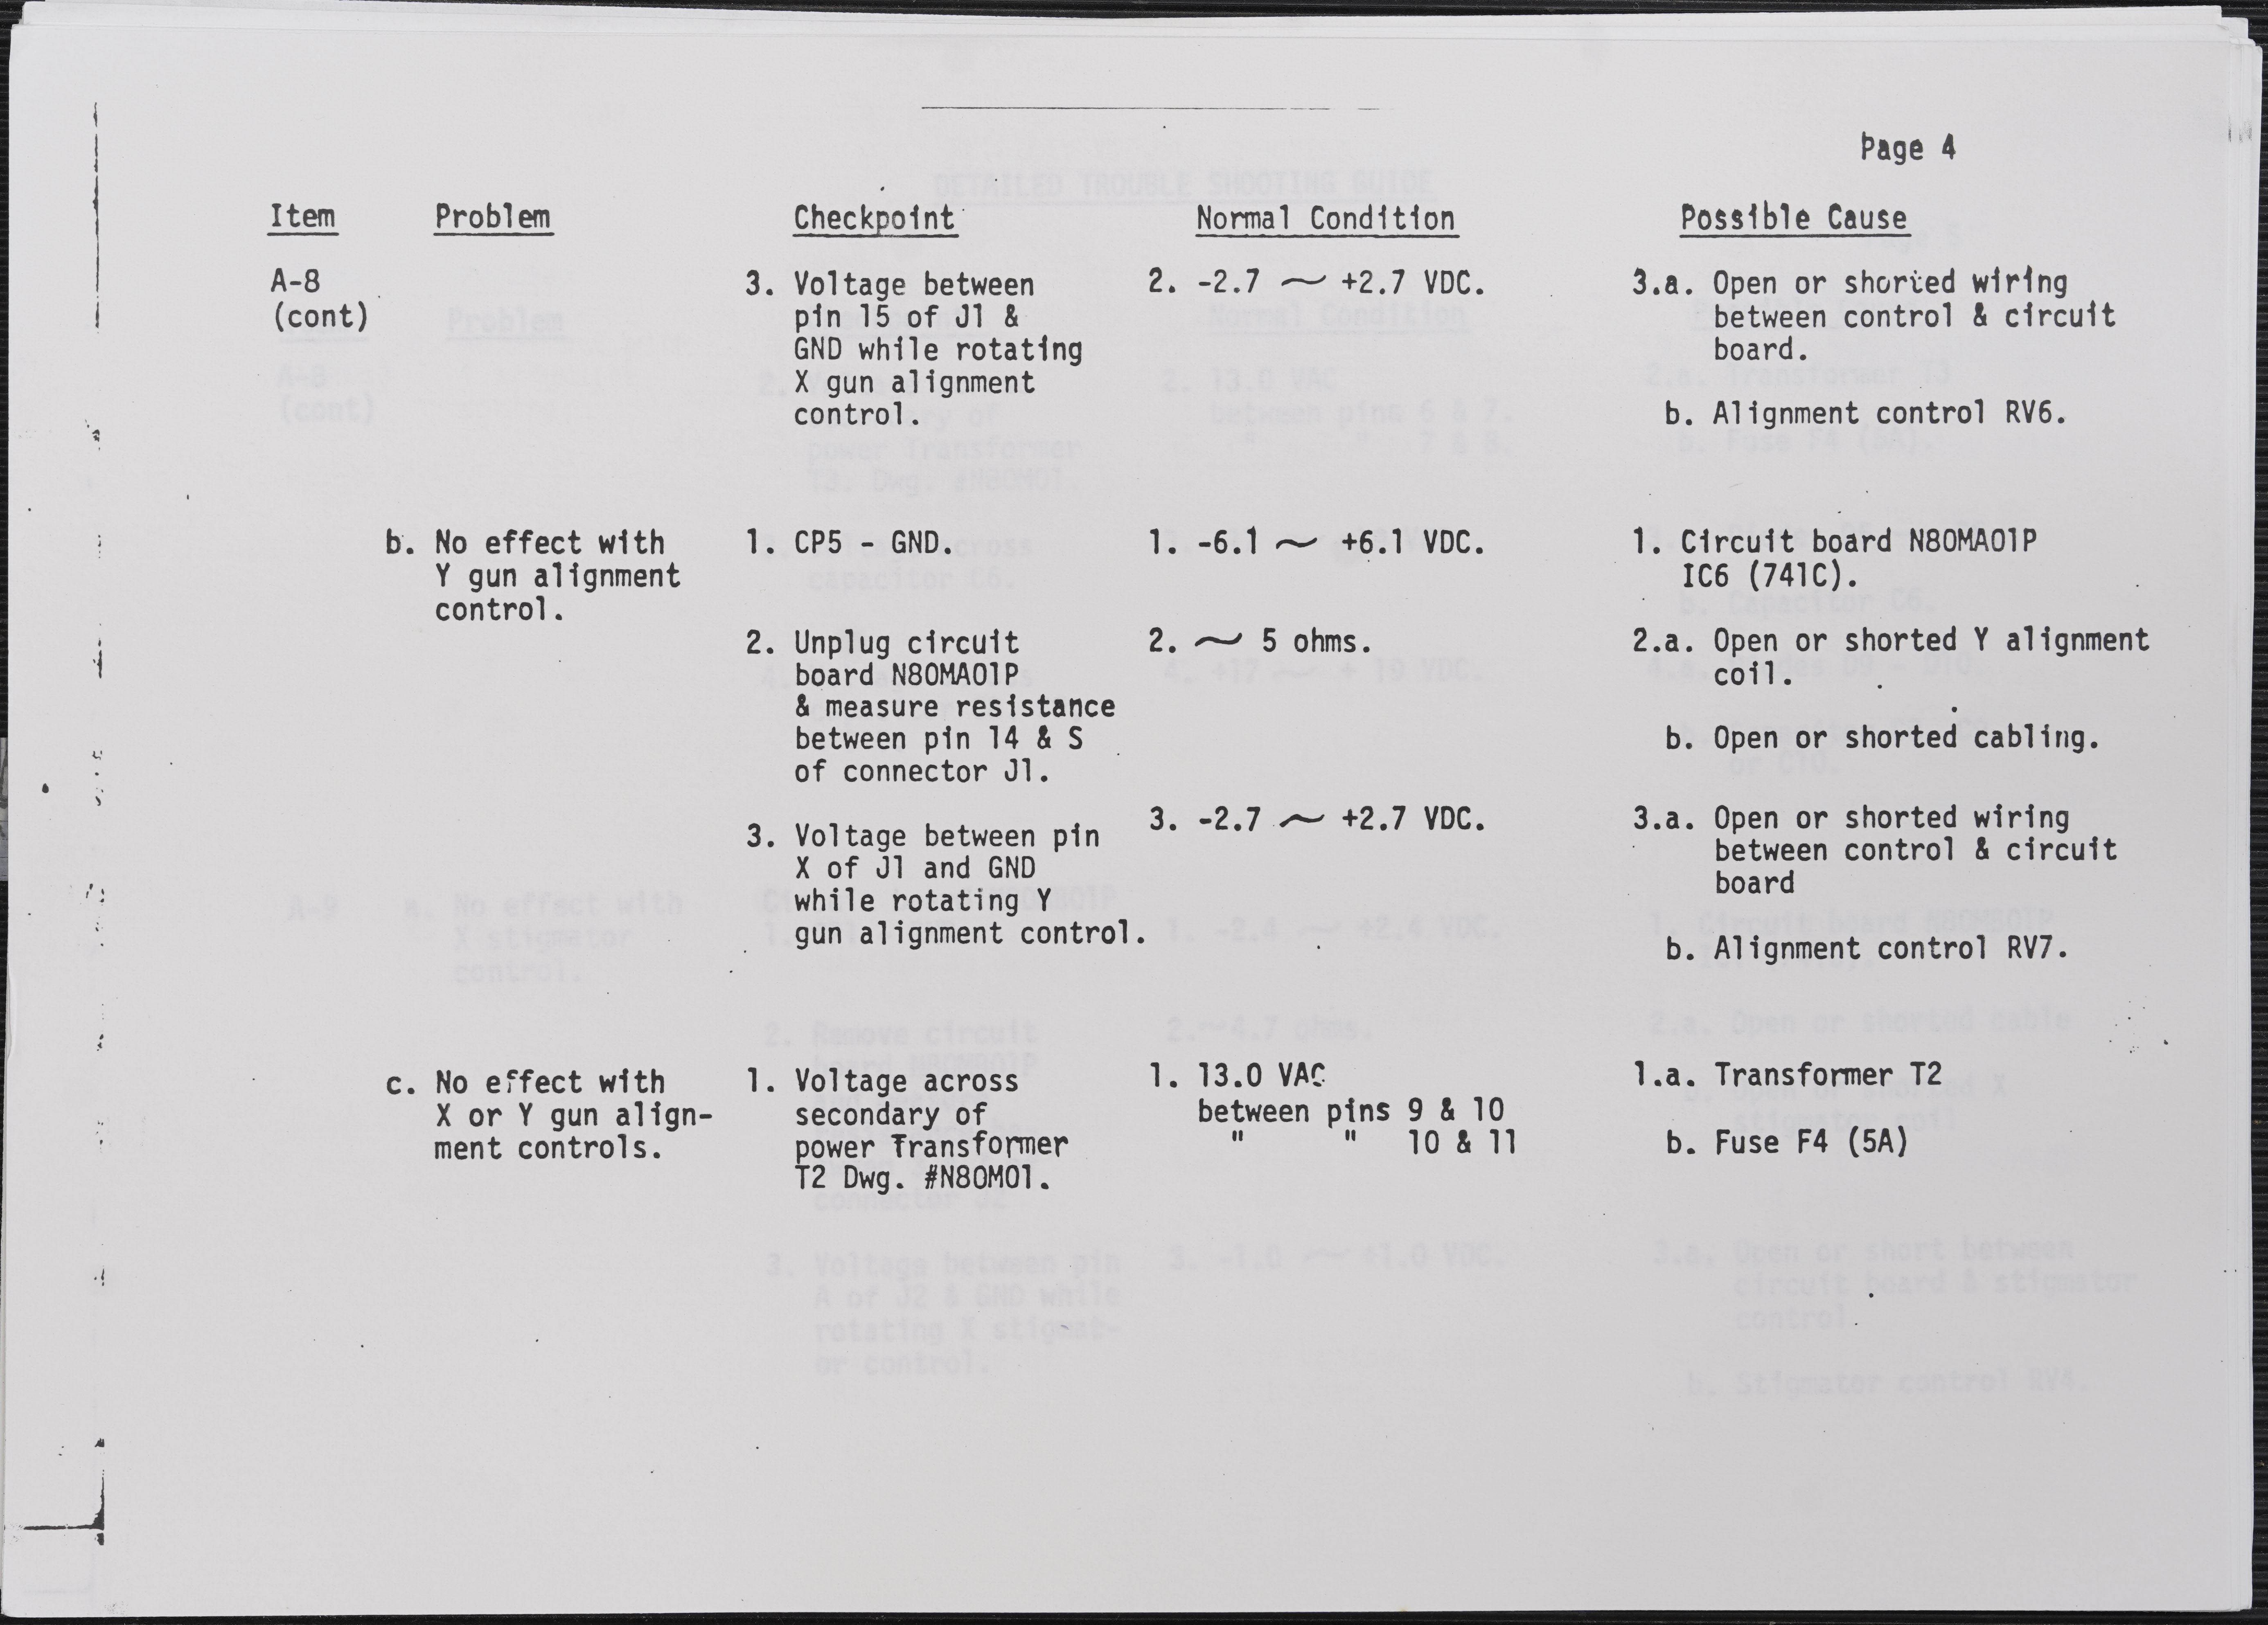 Page 4
Item Problem Checkpoint Normal Condition Possible Cause
A-8
(cont)
3. Voltage between
pin 15 of J1 &
GND while rotating
X gun alignment
control.
2. -2.7 ~ +2.7 VDC.
3.a. Open or shorted wiring
between control & circuit
board.
b. Alignment control RV6.
b. No effect with
Y gun alignment
control.
1. CP5 - GND.
1. -6.1 ~ +6.1 VDC.
1. Circuit board N80MA01P
IC6 (741C).
2. Unplug circuit
board N80MA01P
& measure resistance
between pin 14 & S
of connector J1.
2. ~ 5 ohms.
2.a. Open or shorted Y alignment
coil.
b. Open or shorted cabling.
3. Voltage between pin
X of J1 and GND
while rotating Y
gun alignment control.
3. -2.7 ~ +2.7 VDC.
3.a. Open or shorted wiring
between control & circuit
board
b. Alignment control RV7.
c. No effect with
X or Y gun align-
ment controls.
1. Voltage across
secondary of
power Transformer
T2 Dwg. #N80M01.
1. 13.0 VAC
between pins 9 & 10
" " 10 & 11
1.a. Transformer T2
b. Fuse F4 (5A)